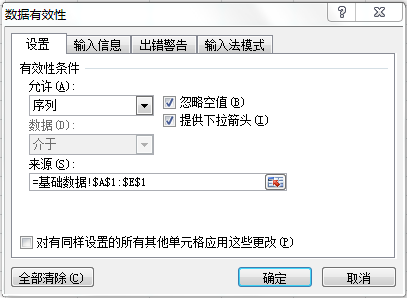 数据有效性
设置 输入信息 出错警告 输入法模式
有效性条件
允许(A):
序列
忽略空值(B)
数据(D):
提供下拉箭头(I)
介于
来源(S):
=基础数据!$A$1:$E$1
对有同样设置的所有其他单元格应用这些更改(P)
全部清除(C) 确定 取消